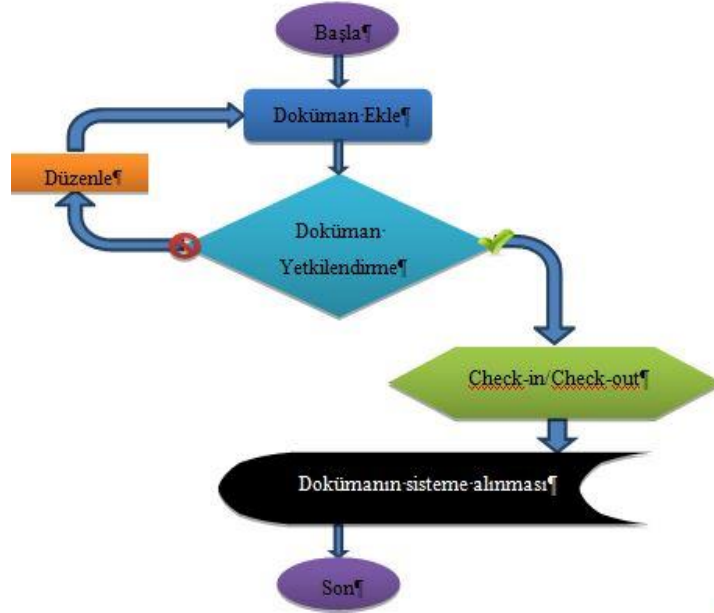 Başla¶
Doküman·Ekle¶
Düzenle¶
Doküman·
Yetkilendirme¶
Check-in/Check-out¶
Dokümanın·sisteme·alınması¶
Son¶